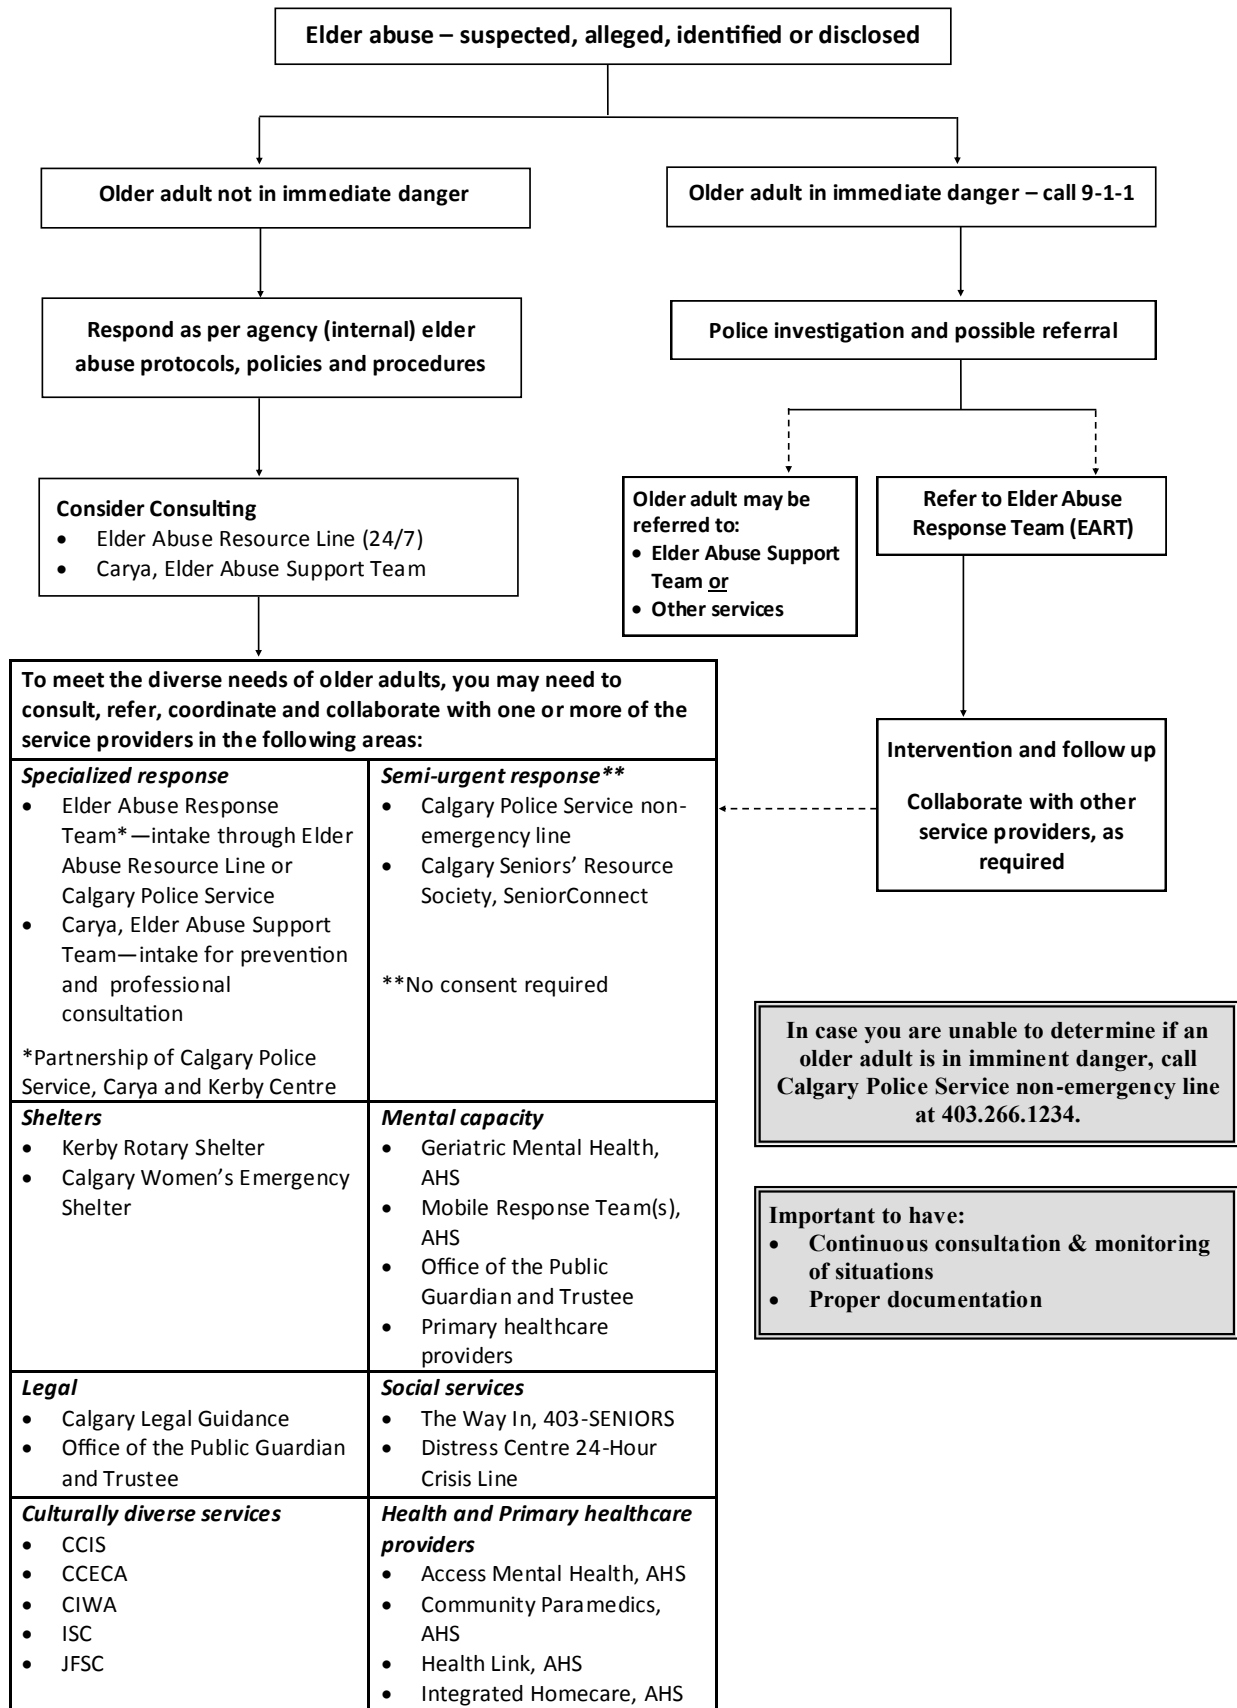 Elder abuse – suspected, alleged, identified or disclosed
Older adult not in immediate danger
Older adult in immediate danger – call 9-1-1
Respond as per agency (internal) elder
abuse protocols, policies and procedures
Police investigation and possible referral
Consider Consulting
• Elder Abuse Resource Line (24/7)
• Carya, Elder Abuse Support Team
Older adult may be
referred to:
• Elder Abuse Support
Team or
• Other services
Refer to Elder Abuse
Response Team (EART)
To meet the diverse needs of older adults, you may need to
consult, refer, coordinate and collaborate with one or more of the
service providers in the following areas:
Specialized response
• Elder Abuse Response
Team*—intake through Elder
Abuse Resource Line or
Calgary Police Service
• Carya, Elder Abuse Support
Team—intake for prevention
and professional
consultation
*Partnership of Calgary Police
Service, Carya and Kerby Centre
Semi-urgent response**
• Calgary Police Service non-
emergency line
• Calgary Seniors’ Resource
Society, SeniorConnect
**No consent required
Intervention and follow up
Collaborate with other
service providers, as
required
Shelters
• Kerby Rotary Shelter
• Calgary Women’s Emergency
Shelter
Mental capacity
• Geriatric Mental Health,
AHS
• Mobile Response Team(s),
AHS
• Office of the Public
Guardian and Trustee
• Primary healthcare
providers
In case you are unable to determine if an
older adult is in imminent danger, call
Calgary Police Service non-emergency line
at 403.266.1234.
Important to have:
• Continuous consultation & monitoring
of situations
• Proper documentation
Legal
• Calgary Legal Guidance
• Office of the Public Guardian
and Trustee
Social services
• The Way In, 403-SENIORS
• Distress Centre 24-Hour
Crisis Line
Culturally diverse services
• CCIS
• CCECA
• CIWA
• ISC
• JFSC
Health and Primary healthcare
providers
• Access Mental Health, AHS
• Community Paramedics,
AHS
• Health Link, AHS
• Integrated Homecare, AHS